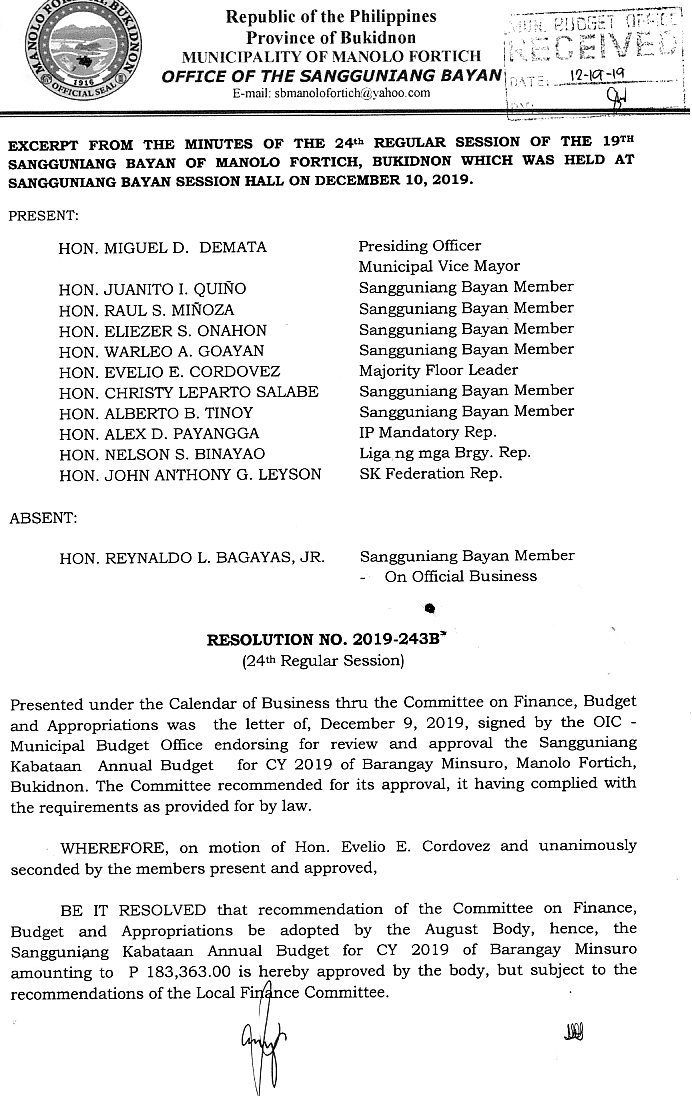 Republic of the Philippines
Province of Bukidnon
MUNICIPALITY OF MANOLO FORTICH
OFFICE OF THE SANGGUNIANG BAYAN
E-mail: sbmanolofortich@yahoo.com
MANOLO FORTICH, BUKIDNON
1916
OFFICIAL SEAL
MUN. BUDGET OFFICE
RECEIVED
DATE: 12-19-19
EXCERPT FROM THE MINUTES OF THE 24th REGULAR SESSION OF THE 19TH
SANGGUNIANG BAYAN OF MANOLO FORTICH, BUKIDNON WHICH WAS HELD AT
SANGGUNIANG BAYAN SESSION HALL ON DECEMBER 10, 2019.
PRESENT:
HON. MIGUEL D. DEMATA Presiding Officer
Municipal Vice Mayor
HON. JUANITO I. QUIÑO Sangguniang Bayan Member
HON. RAUL S. MIÑOZA Sangguniang Bayan Member
HON. ELIEZER S. ONAHON Sangguniang Bayan Member
HON. WARLEO A. GOAYAN Sangguniang Bayan Member
HON. EVELIO E. CORDOVEZ Majority Floor Leader
HON. CHRISTY LEPARTO SALABE Sangguniang Bayan Member
HON. ALBERTO B. TINOY Sangguniang Bayan Member
HON. ALEX D. PAYANGGA IP Mandatory Rep.
HON. NELSON S. BINAYAO Liga ng mga Brgy. Rep.
HON. JOHN ANTHONY G. LEYSON SK Federation Rep.
ABSENT:
HON. REYNALDO L. BAGAYAS, JR. Sangguniang Bayan Member
- On Official Business
RESOLUTION NO. 2019-243B
(24th Regular Session)
Presented under the Calendar of Business thru the Committee on Finance, Budget
and Appropriations was the letter of, December 9, 2019, signed by the OIC -
Municipal Budget Office endorsing for review and approval the Sangguniang
Kabataan Annual Budget for CY 2019 of Barangay Minsuro, Manolo Fortich,
Bukidnon. The Committee recommended for its approval, it having complied with
the requirements as provided for by law.
WHEREFORE, on motion of Hon. Evelio E. Cordovez and unanimously
seconded by the members present and approved,
BE IT RESOLVED that recommendation of the Committee on Finance,
Budget and Appropriations be adopted by the August Body, hence, the
Sangguniang Kabataan Annual Budget for CY 2019 of Barangay Minsuro
amounting to P 183,363.00 is hereby approved by the body, but subject to the
recommendations of the Local Finance Committee.